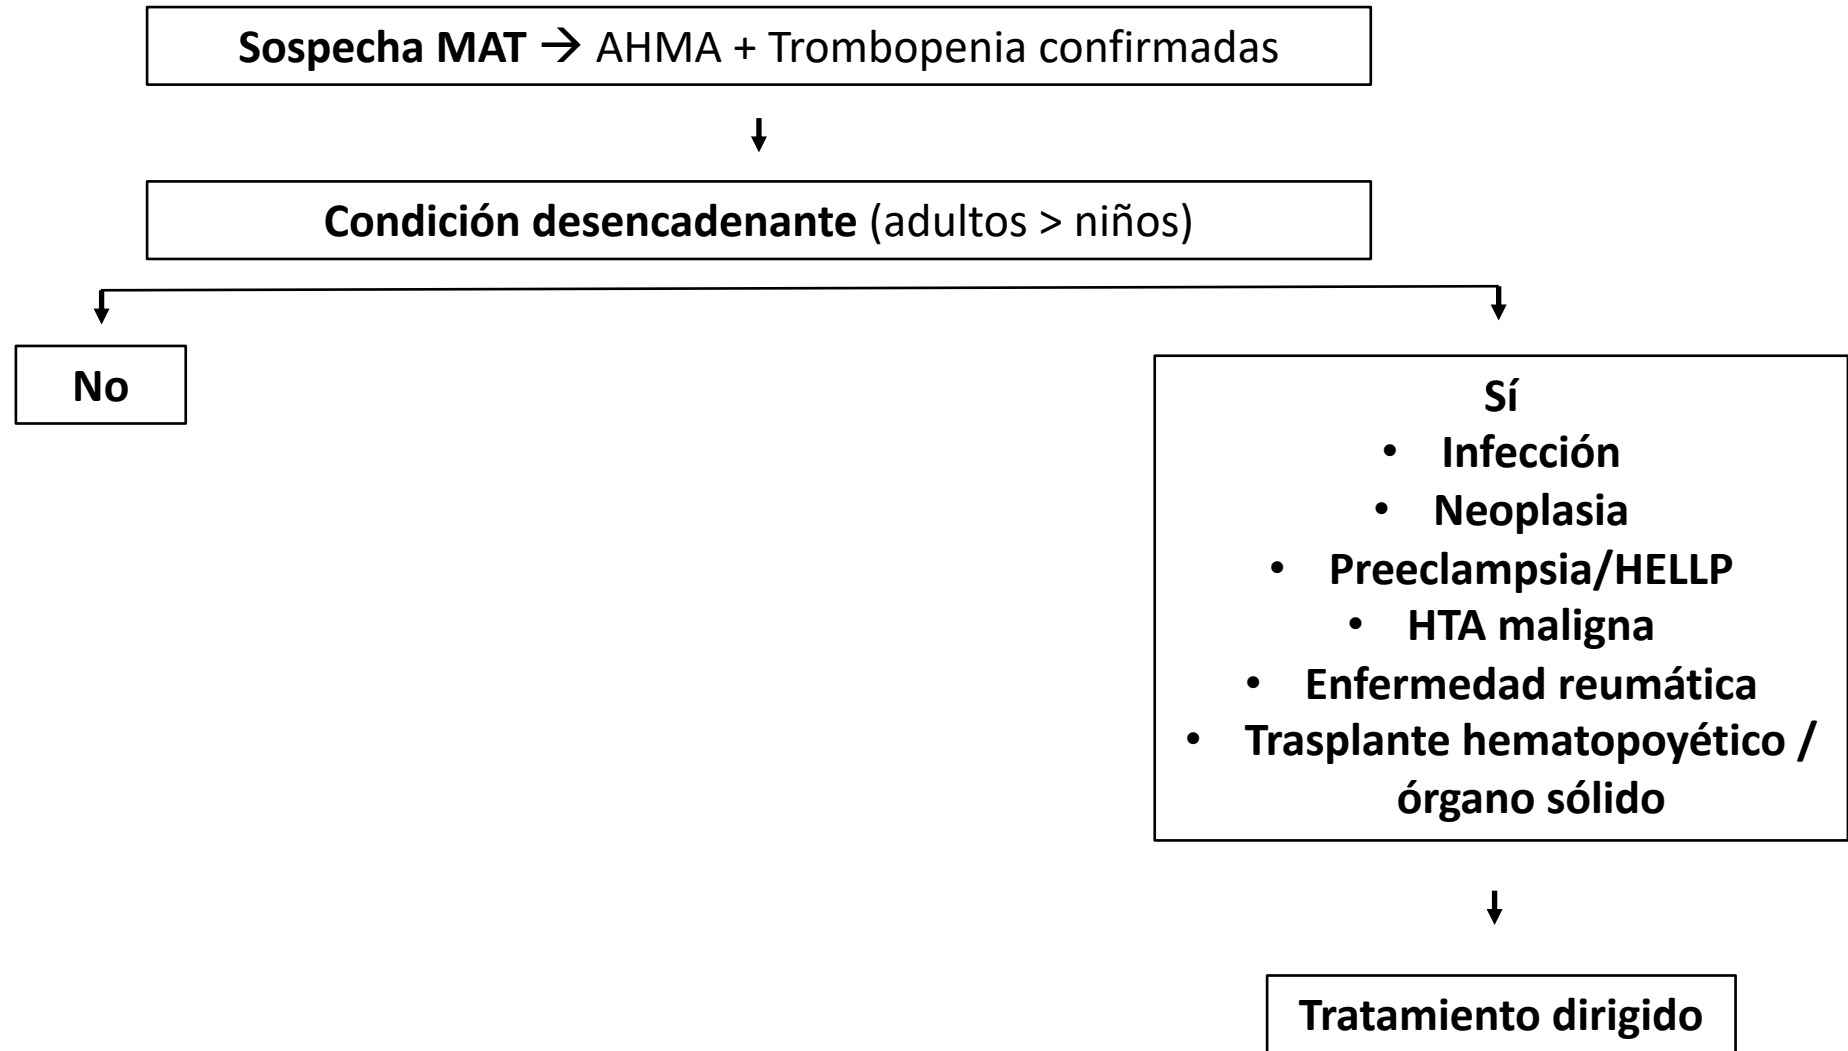 Sospecha MAT → AHMA + Trombopenia confirmadas
Condición desencadenante (adultos > niños)
No
Sí
• Infección
• Neoplasia
• Preeclampsia/HELLP
• HTA maligna
• Enfermedad reumática
• Trasplante hematopoyético /
órgano sólido
Tratamiento dirigido